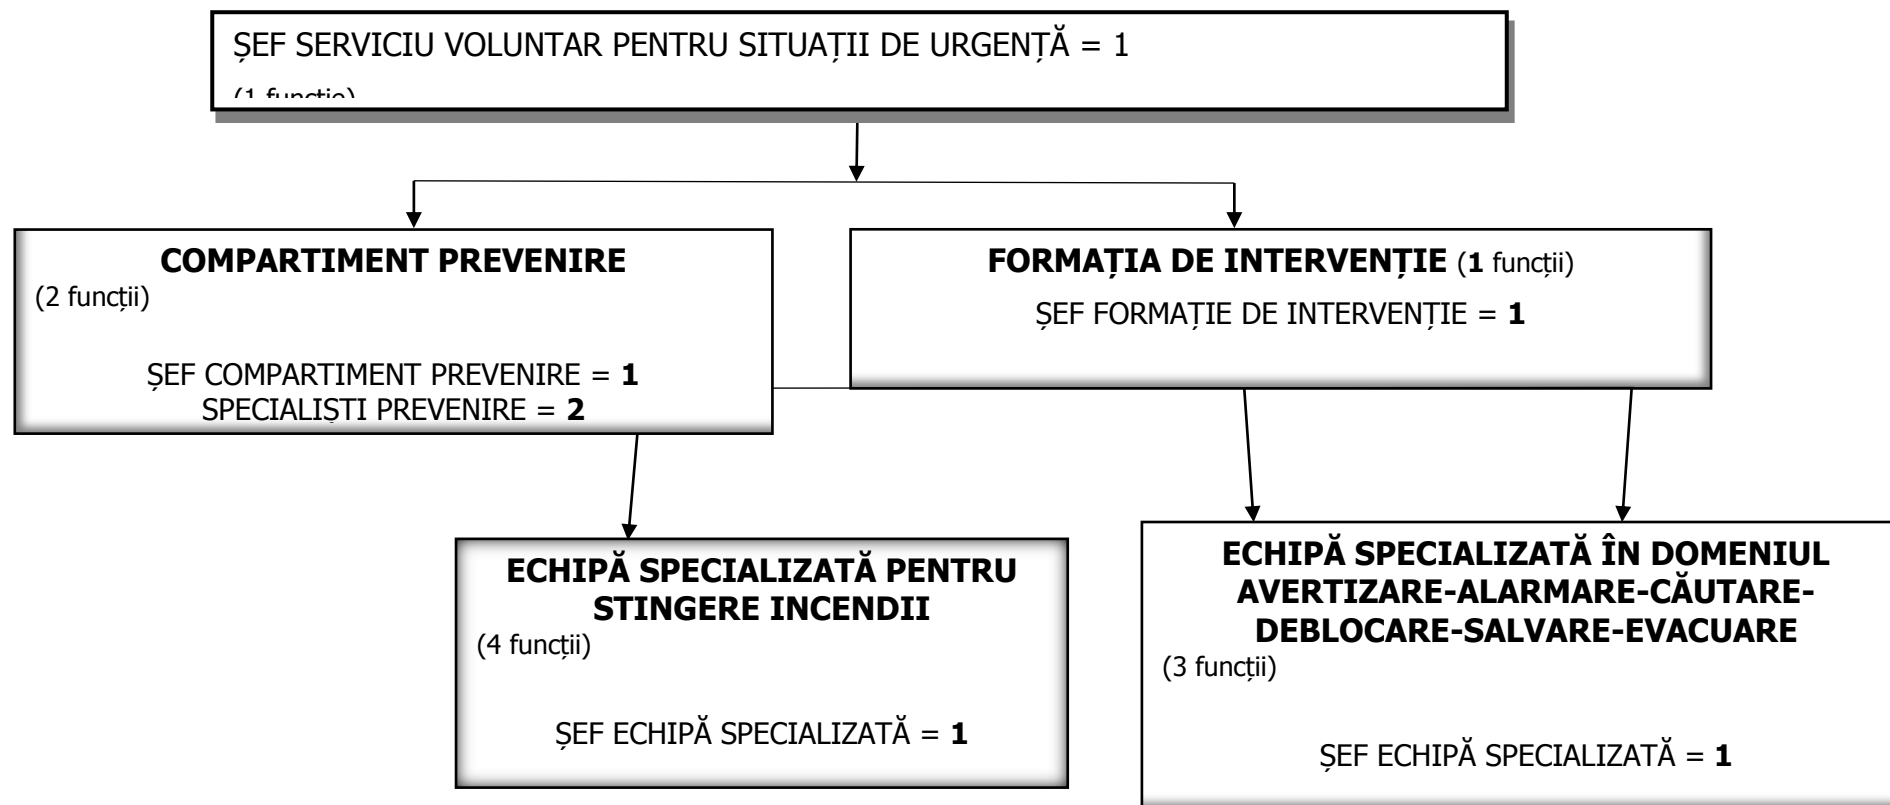 ȘEF SERVICIU VOLUNTAR PENTRU SITUAȚII DE URGENȚĂ = 1
(1 funcție)
COMPARTIMENT PREVENIRE
(2 funcții)
ȘEF COMPARTIMENT PREVENIRE = 1
SPECIALIȘTI PREVENIRE = 2
FORMAȚIA DE INTERVENȚIE (1 funcții)
ȘEF FORMAȚIE DE INTERVENȚIE = 1
ECHIPĂ SPECIALIZATĂ PENTRU
STINGERE INCENDII
(4 funcții)
ȘEF ECHIPĂ SPECIALIZATĂ = 1
ECHIPĂ SPECIALIZATĂ ÎN DOMENIUL
AVERTIZARE-ALARMARE-CĂUTARE-
DEBLOCARE-SALVARE-EVACUARE
(3 funcții)
ȘEF ECHIPĂ SPECIALIZATĂ = 1